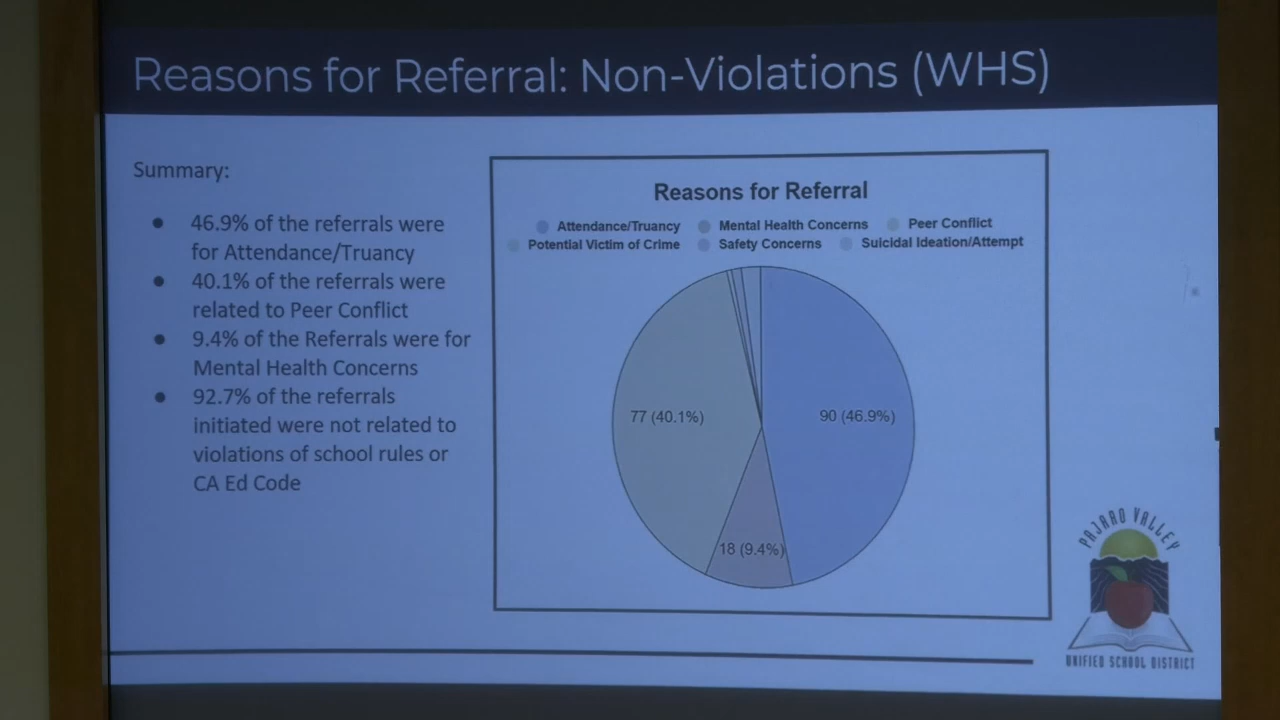 Reasons for Referral: Non-Violations (WHS)
Summary:
● 46.9% of the referrals were
for Attendance/Truancy
● 40.1% of the referrals were
related to Peer Conflict
● 9.4% of the Referrals were for
Mental Health Concerns
● 92.7% of the referrals
initiated were not related to
violations of school rules or
CA Ed Code
Reasons for Referral
Attendance/Truancy Mental Health Concerns Peer Conflict
Potential Victim of Crime Safety Concerns Suicidal Ideation/Attempt
77 (40.1%)
90 (46.9%)
18 (9.4%)
PAJARO VALLEY
UNIFIED SCHOOL DISTRICT